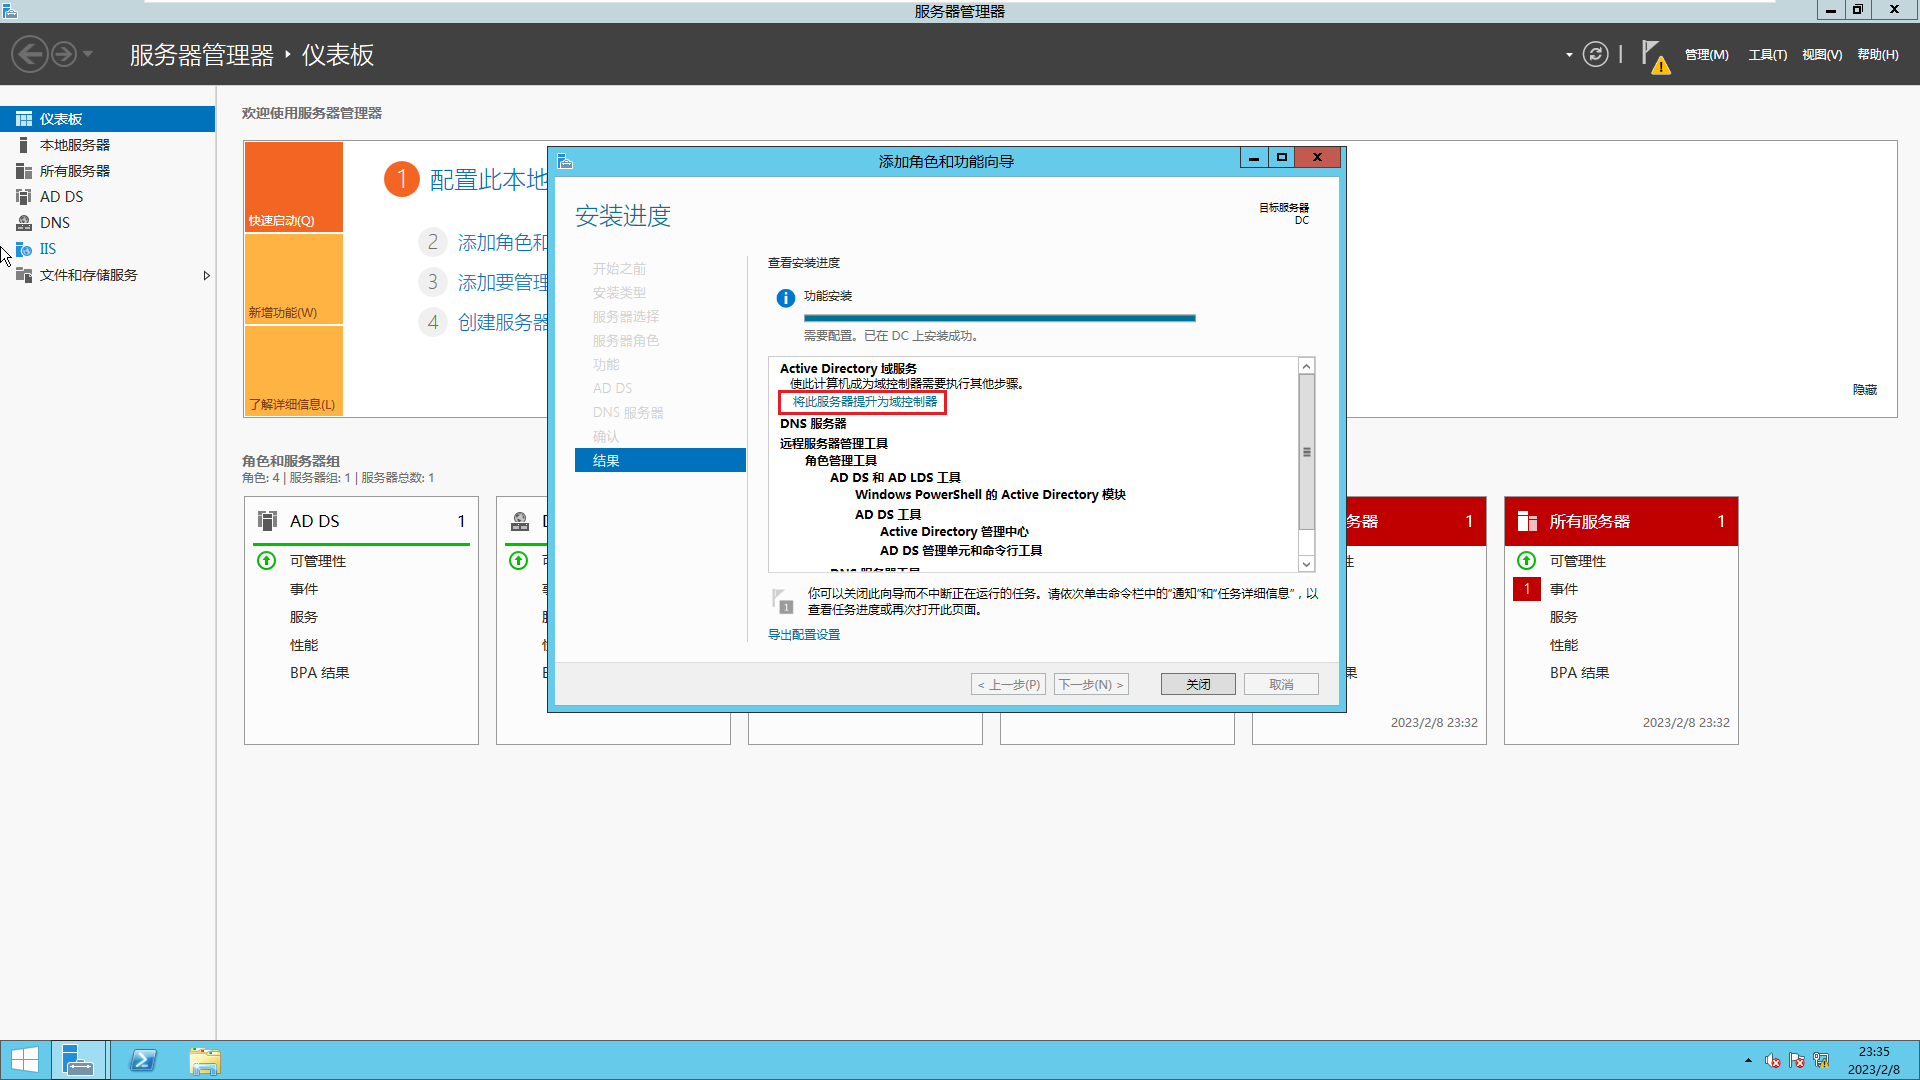 服务器管理器
服务器管理器 ‣ 仪表板
管理(M)
工具(T)
视图(V)
帮助(H)
仪表板
本地服务器
所有服务器
AD DS
DNS
IIS
文件和存储服务
欢迎使用服务器管理器
快速启动(Q)
新增功能(W)
了解详细信息(L)
1 配置此本地
2 添加角色和
3 添加要管理
4 创建服务器
隐藏
添加角色和功能向导
安装进度
目标服务器
DC
开始之前
安装类型
服务器选择
服务器角色
功能
AD DS
DNS 服务器
确认
结果
查看安装进度
功能安装
需要配置。已在 DC 上安装成功。
Active Directory 域服务
使此计算机成为域控制器需要执行其他步骤。
将此服务器提升为域控制器
DNS 服务器
远程服务器管理工具
角色管理工具
AD DS 和 AD LDS 工具
Windows PowerShell 的 Active Directory 模块
AD DS 工具
Active Directory 管理中心
AD DS 管理单元和命令行工具
DNS 服务器工具
1
你可以关闭此向导而不中断正在运行的任务。请依次单击命令栏中的"通知"和"任务详细信息"，以
查看任务进度或再次打开此页面。
导出配置设置
< 上一步(P)
下一步(N) >
关闭
取消
角色和服务器组
角色: 4 | 服务器组: 1 | 服务器总数: 1
AD DS 1
可管理性
事件
服务
性能
BPA 结果
务器 1
2023/2/8 23:32
所有服务器 1
可管理性
1 事件
服务
性能
BPA 结果
2023/2/8 23:32
23:35
2023/2/8